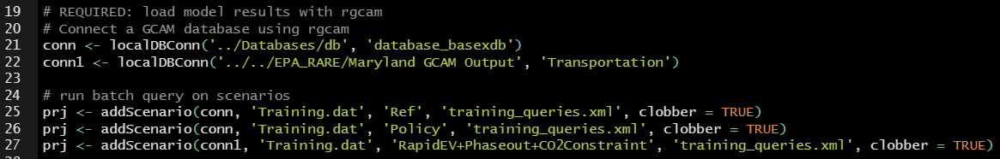 19 # REQUIRED: load model results with rgcam
20 # Connect a GCAM database using rgcam
21 conn <- localDBConn('../Databases/db', 'database_basexdb')
22 conn1 <- localDBConn('../../EPA_RARE/Maryland GCAM Output', 'Transportation')
23
24 # run batch query on scenarios
25 prj <- addScenario(conn, 'Training.dat', 'Ref', 'training_queries.xml', clobber = TRUE)
26 prj <- addScenario(conn, 'Training.dat', 'Policy', 'training_queries.xml', clobber = TRUE)
27 prj <- addScenario(conn1, 'Training.dat', 'RapidEV+Phaseout+CO2Constraint', 'training_queries.xml', clobber = TRUE)